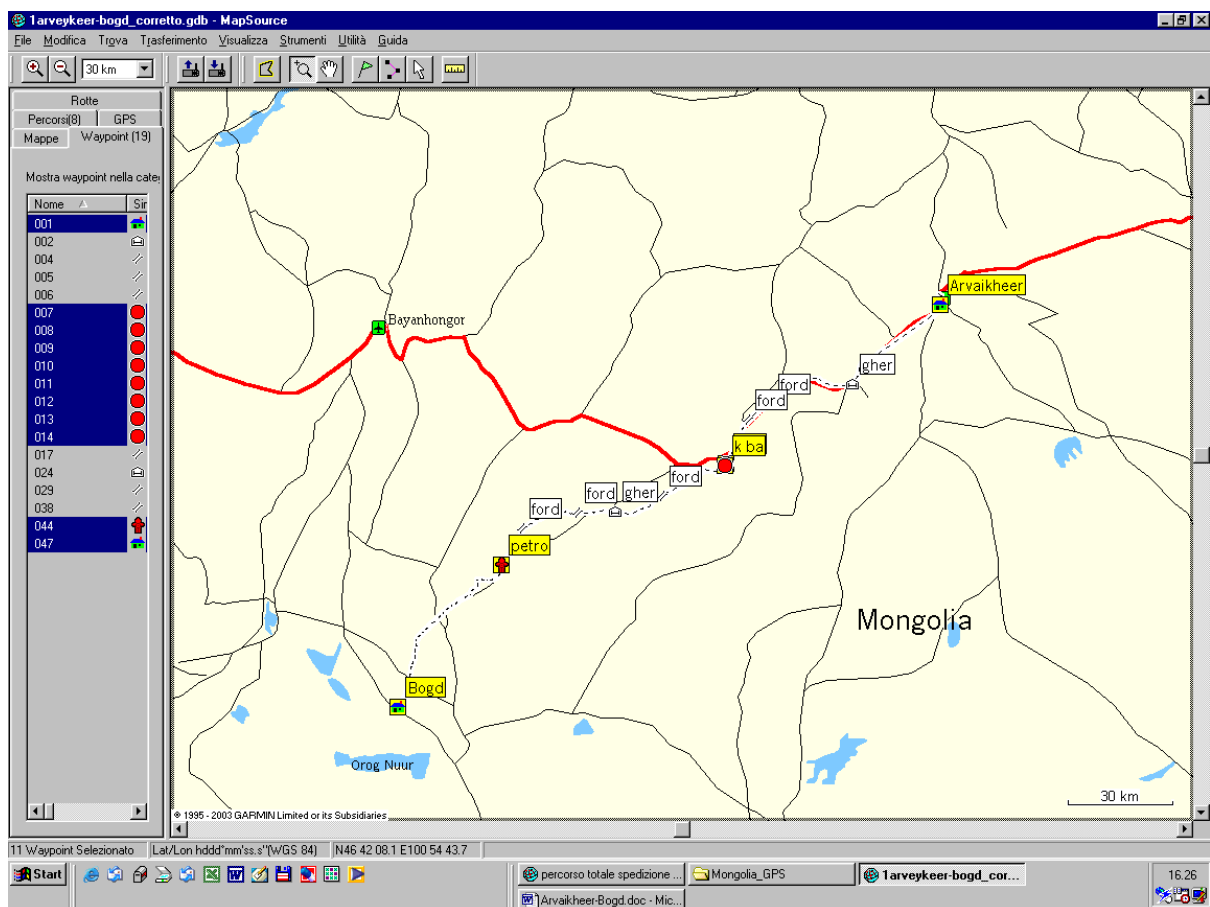 1arveykeer-bogd_corretto.gdb - MapSource
File Modifica Trova Trasferimento Visualizza Strumenti Utilità Guida
30 km
Rotte
Percorsi(8) GPS
Mappe Waypoint (19)
Mostra waypoint nella cate
Nome Sir
001
002
004
005
006
007
008
009
010
011
012
013
014
017
024
029
038
044
047
Arvaikheer
Bayanhongor
gher
ford
ford
k ba
ford
ford gher
ford
petro
Mongolia
Bogd
Orog Nuur
30 km
© 1995 - 2003 GARMIN Limited or its Subsidiaries
11 Waypoint Selezionato Lat/Lon hddd°mm'ss.s"(WGS 84) N46 42 08.1 E100 54 43.7
Start percorso totale spedizione ... Mongolia_GPS 1arveykeer-bogd_cor... 16.26
Arvaikheer-Bogd.doc - Mic...